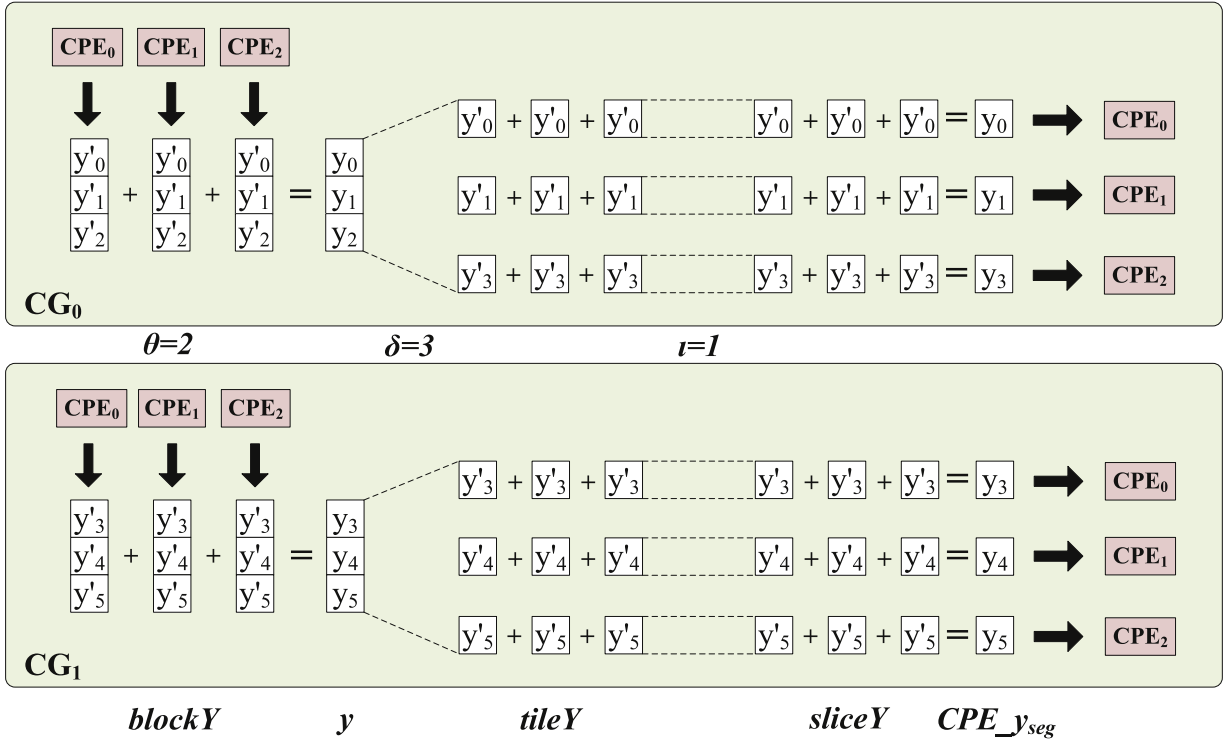 CPE₀ CPE₁ CPE₂
y'₀ + y'₀ + y'₀ y'₀ + y'₀ + y'₀ = y₀ CPE₀
y'₀ y'₀ y'₀ y₀
y'₁ + y'₁ + y'₁ = y₁ y'₁ + y'₁ + y'₁ y'₁ + y'₁ + y'₁ = y₁ CPE₁
y'₂ y'₂ y'₂ y₂
y'₃ + y'₃ + y'₃ y'₃ + y'₃ + y'₃ = y₃ CPE₂
CG₀
θ=2 δ=3 ι=1
CPE₀ CPE₁ CPE₂
y'₃ + y'₃ + y'₃ y'₃ + y'₃ + y'₃ = y₃ CPE₀
y'₃ y'₃ y'₃ y₃
y'₄ + y'₄ + y'₄ = y₄ y'₄ + y'₄ + y'₄ y'₄ + y'₄ + y'₄ = y₄ CPE₁
y'₅ y'₅ y'₅ y₅
y'₅ + y'₅ + y'₅ y'₅ + y'₅ + y'₅ = y₅ CPE₂
CG₁
blockY y tileY sliceY CPE_y_seg